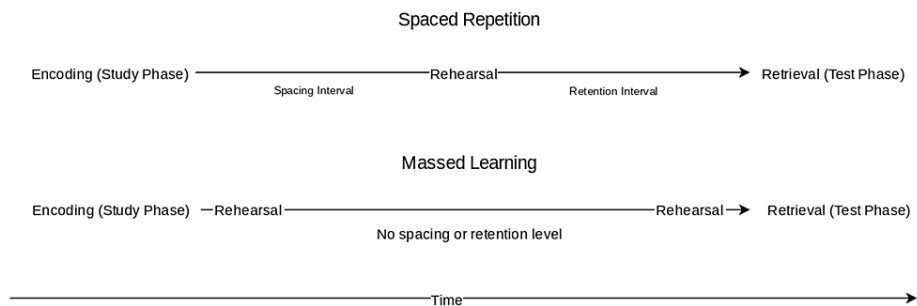 Spaced Repetition
Encoding (Study Phase) Rehearsal Retrieval (Test Phase)
Spacing Interval Retention Interval
Massed Learning
Encoding (Study Phase) Rehearsal Rehearsal Retrieval (Test Phase)
No spacing or retention level
Time